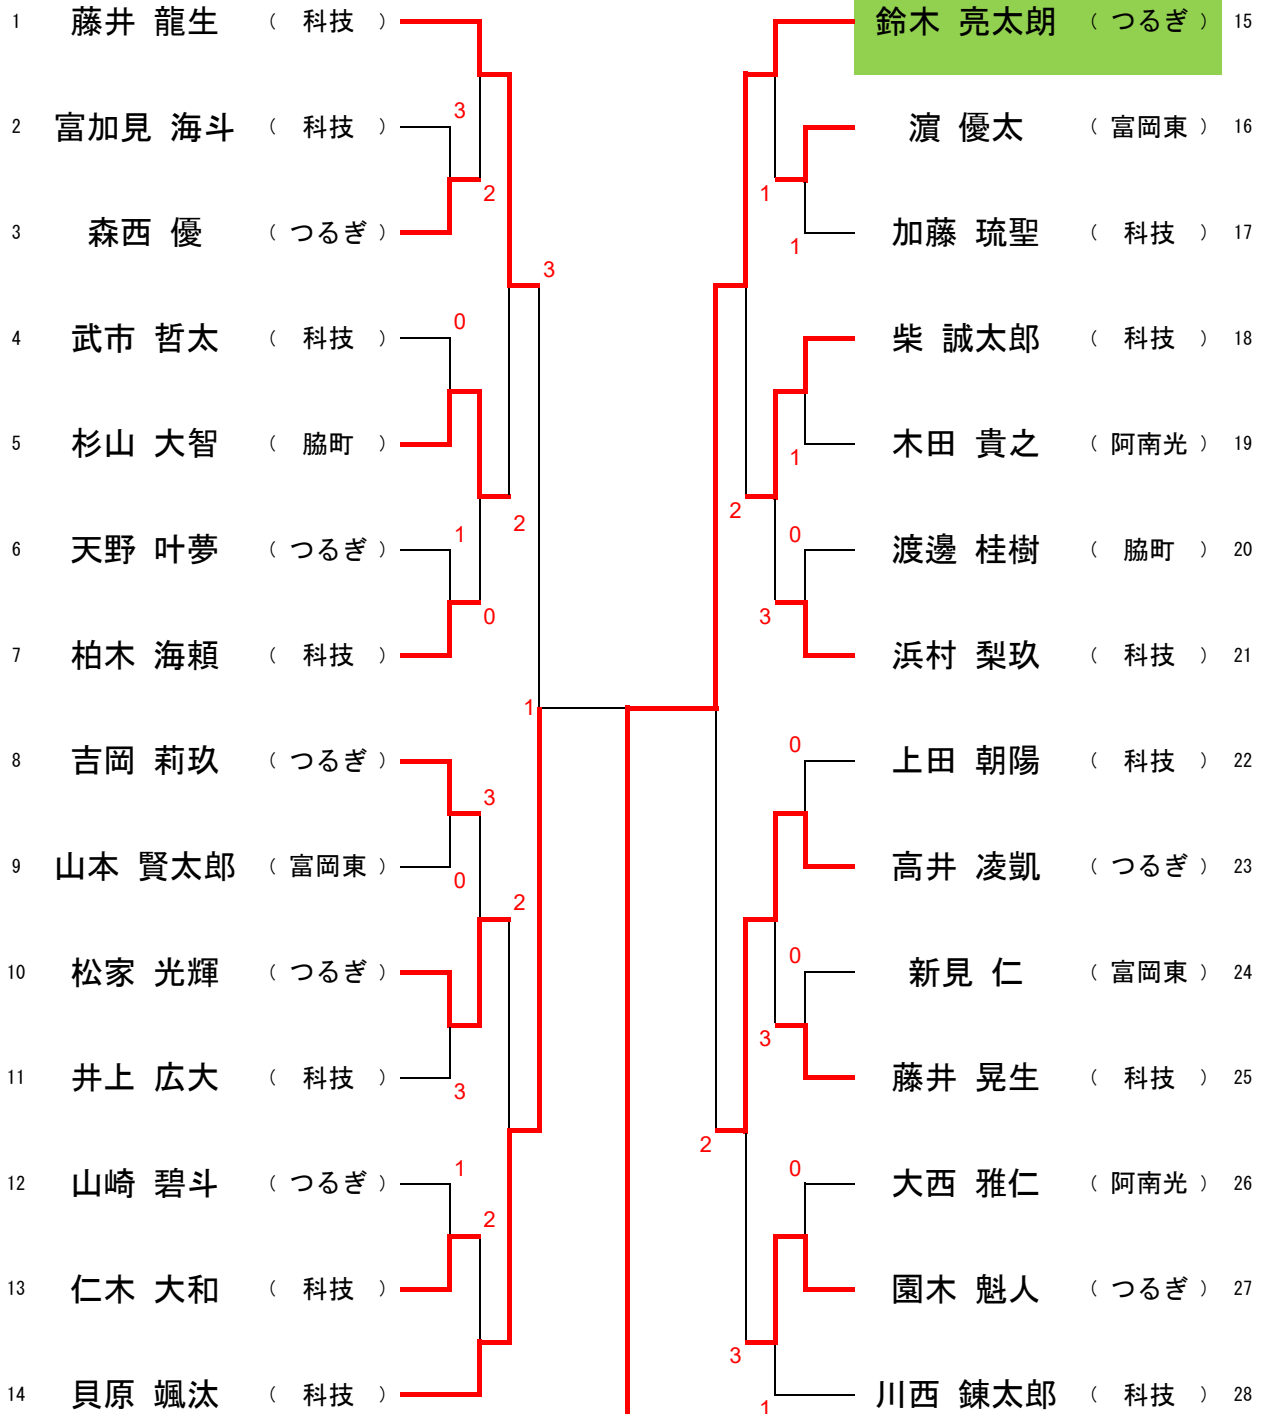 1 藤井 龍生 （ 科技 ）
3
2 富加見 海斗 （ 科技 ）
2
3 森西 優 （ つるぎ ）
3
0
4 武市 哲太 （ 科技 ）
5 杉山 大智 （ 脇町 ）
2
1
6 天野 叶夢 （ つるぎ ）
0
7 柏木 海頼 （ 科技 ）
1
8 吉岡 莉玖 （ つるぎ ）
3
9 山本 賢太郎 （ 富岡東 ）
0
2
10 松家 光輝 （ つるぎ ）
11 井上 広大 （ 科技 ）
3
1
12 山崎 碧斗 （ つるぎ ）
2
13 仁木 大和 （ 科技 ）
14 貝原 颯汰 （ 科技 ）
鈴木 亮太朗 （ つるぎ ） 15
濵 優太 （ 富岡東 ） 16
1
加藤 琉聖 （ 科技 ） 17
1
柴 誠太郎 （ 科技 ） 18
木田 貴之 （ 阿南光 ） 19
1
2
0
渡邊 桂樹 （ 脇町 ） 20
3
浜村 梨玖 （ 科技 ） 21
0
上田 朝陽 （ 科技 ） 22
高井 凌凱 （ つるぎ ） 23
0
新見 仁 （ 富岡東 ） 24
3
藤井 晃生 （ 科技 ） 25
2
0
大西 雅仁 （ 阿南光 ） 26
園木 魁人 （ つるぎ ） 27
3
川西 錬太郎 （ 科技 ） 28
1